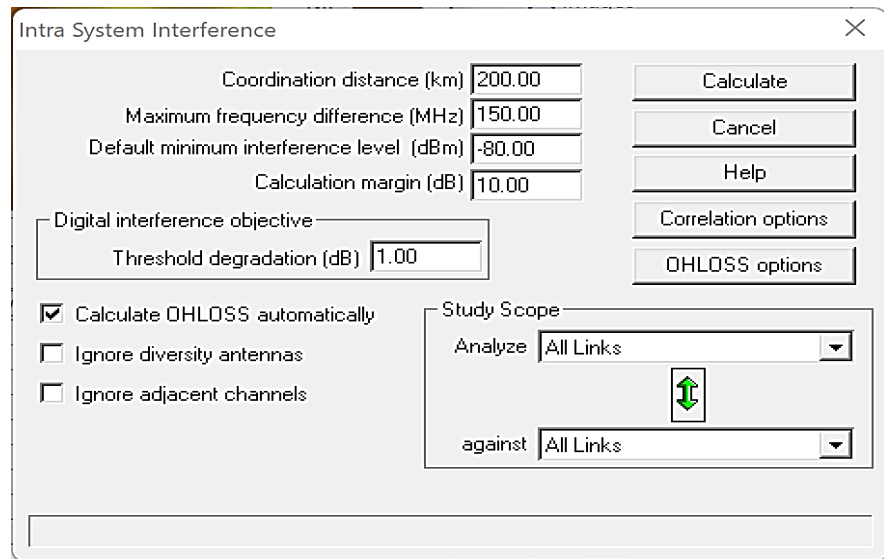 Intra System Interference
Coordination distance (km) 200.00
Calculate
Maximum frequency difference (MHz) 150.00
Cancel
Default minimum interference level (dBm) -80.00
Help
Calculation margin (dB) 10.00
Correlation options
Digital interference objective
Threshold degradation (dB) 1.00
OHLOSS options
Calculate OHLOSS automatically
Ignore diversity antennas
Ignore adjacent channels
Study Scope
Analyze All Links
against All Links